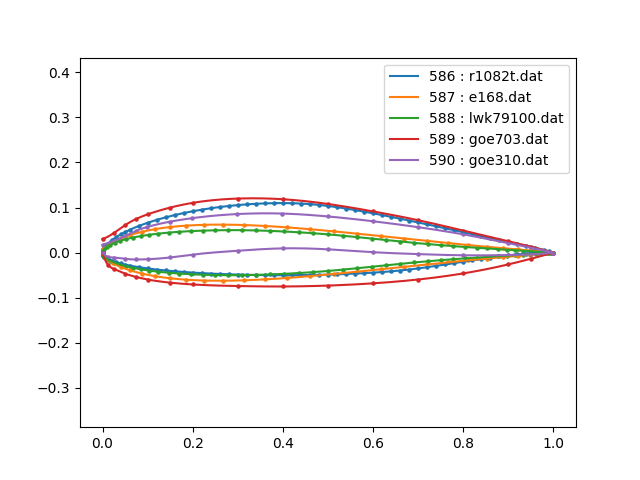 0.4
0.3
0.2
0.1
0.0
−0.1
−0.2
−0.3
0.0 0.2 0.4 0.6 0.8 1.0
586 : r1082t.dat
587 : e168.dat
588 : lwk79100.dat
589 : goe703.dat
590 : goe310.dat